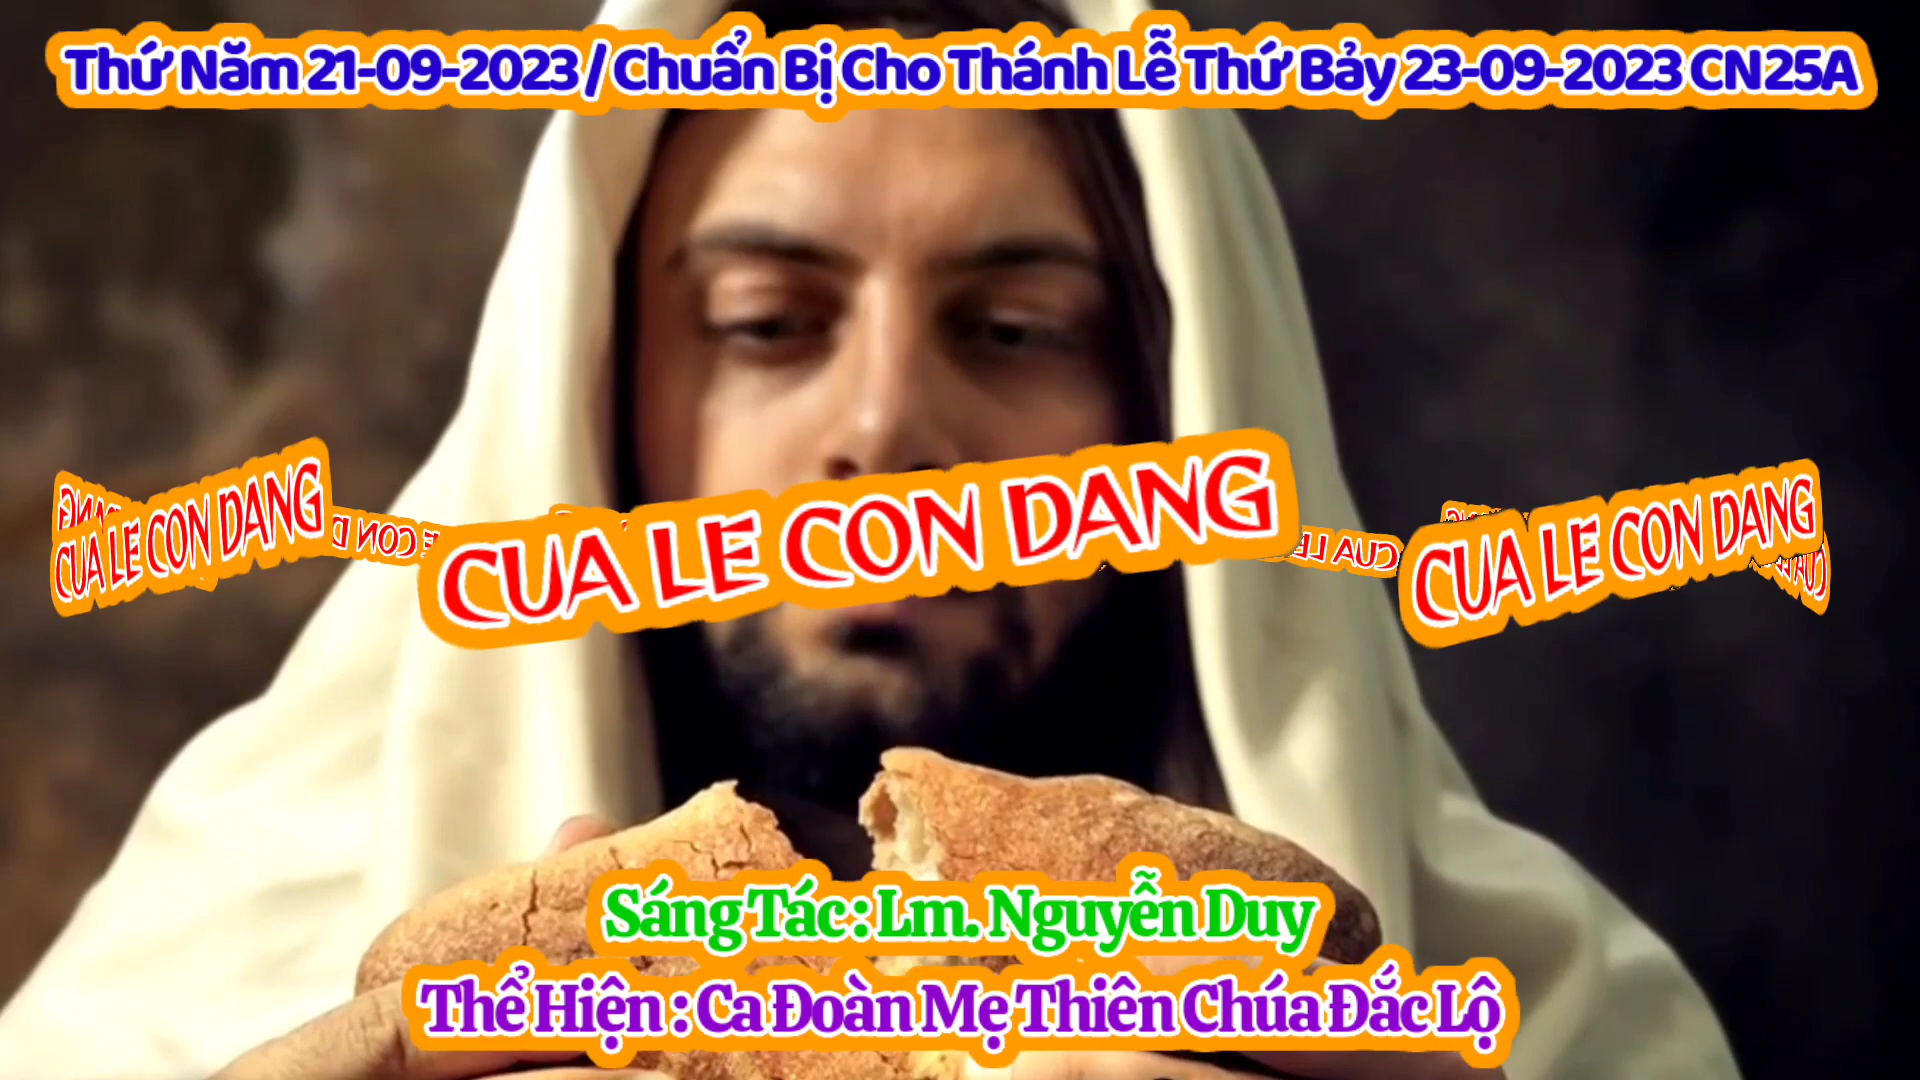 Thứ Năm 21-09-2023 / Chuẩn Bị Cho Thánh Lễ Thứ Bảy 23-09-2023 CN25A
CUA LE CON DANG
CUA LE CON DANG
CUA LE CON DANG
Sáng Tác : Lm. Nguyễn Duy
Thể Hiện : Ca Đoàn Mẹ Thiên Chúa Đắc Lộ